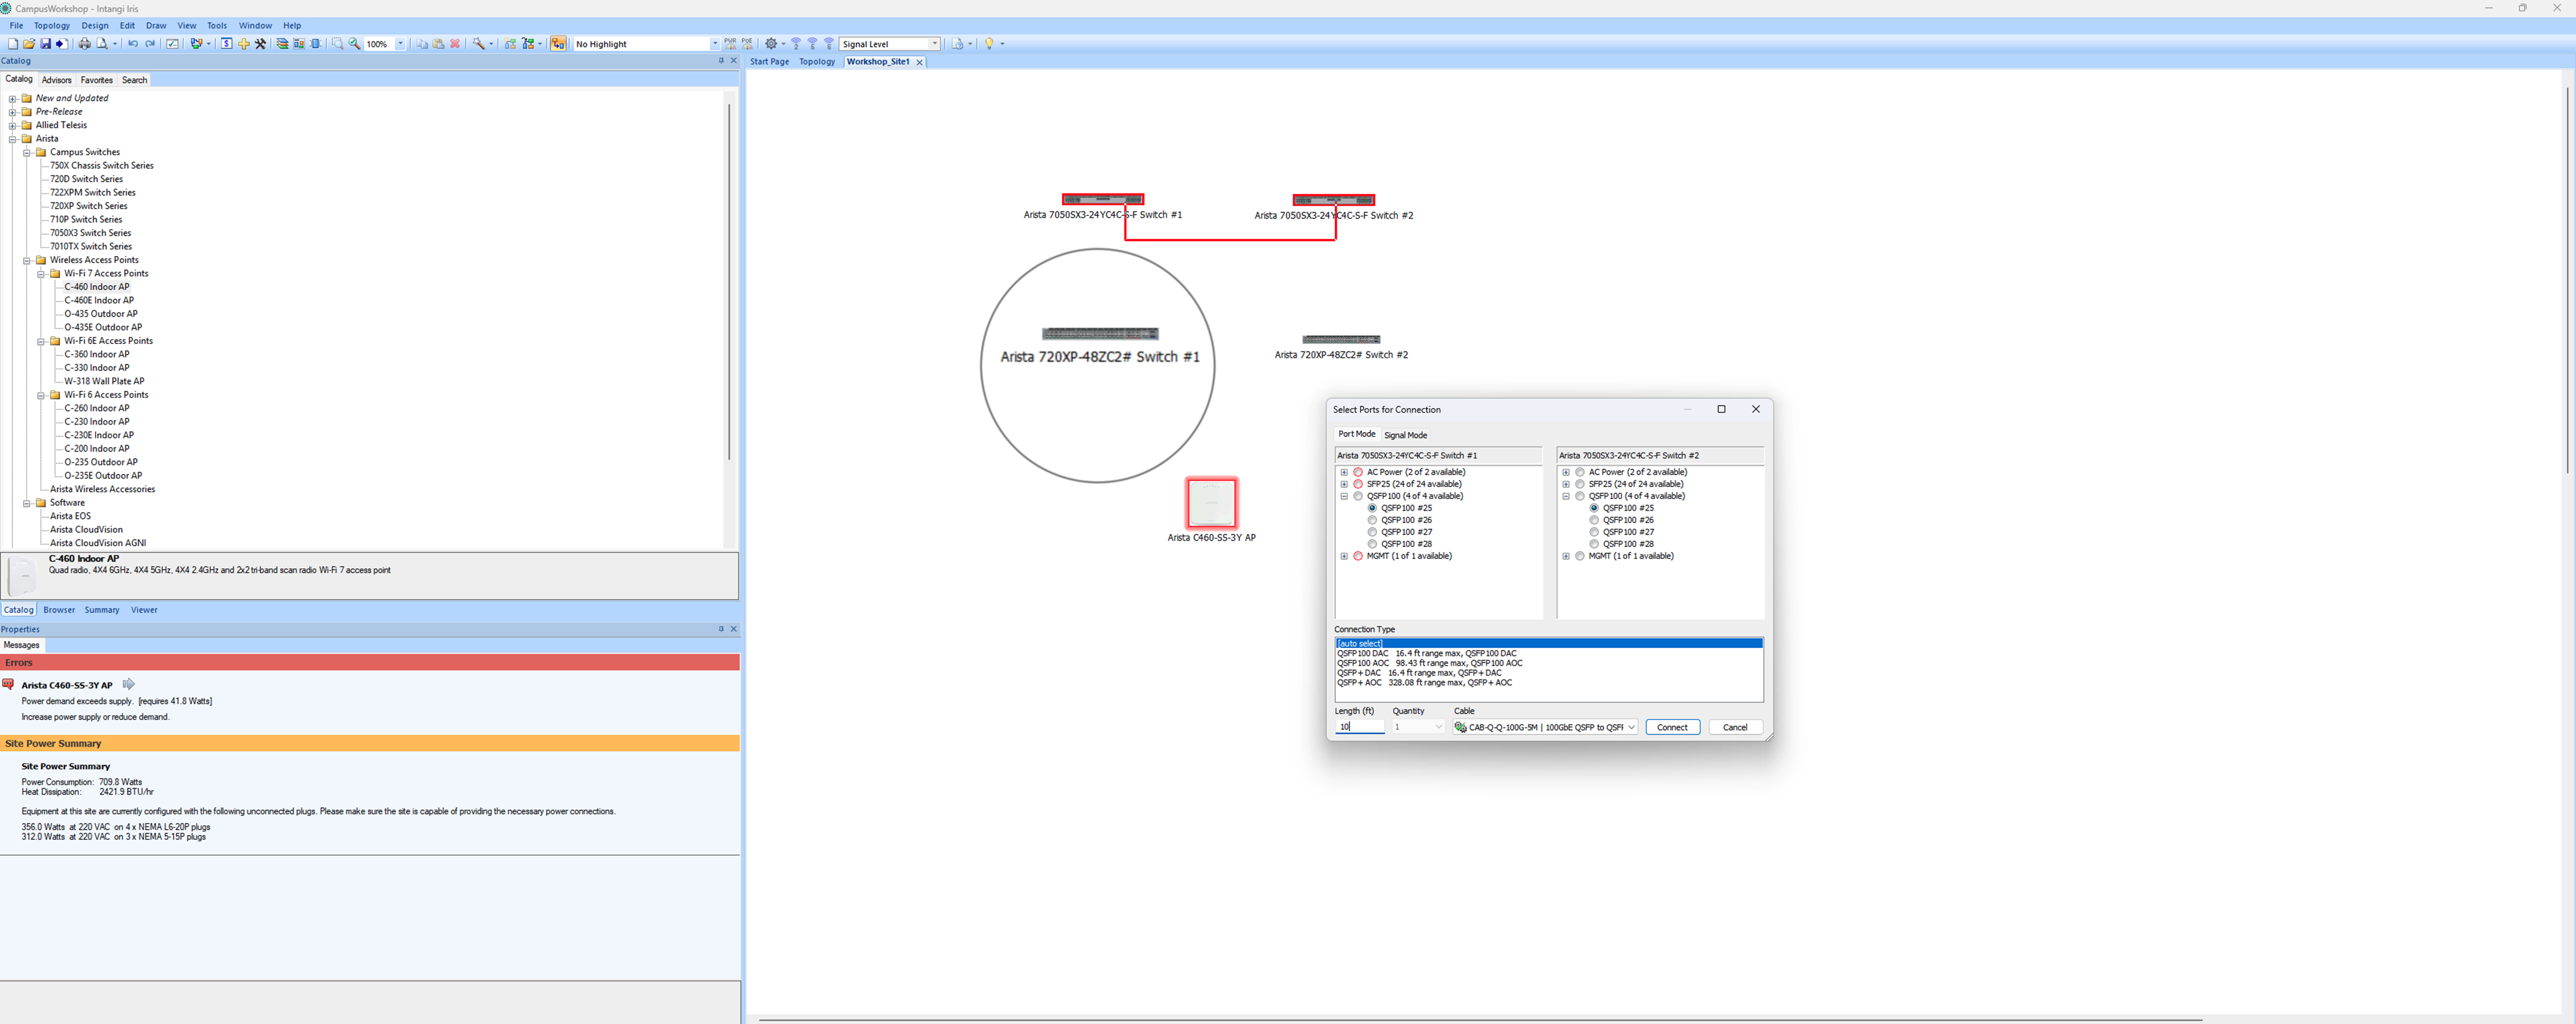 CampusWorkshop - Intangi Iris
File Topology Design Edit Draw View Tools Window Help
100% No Highlight PWR PoE Signal Level
Catalog
Catalog Advisors Favorites Search
New and Updated
Pre-Release
Allied Telesis
Arista
Campus Switches
750X Chassis Switch Series
720D Switch Series
722XPM Switch Series
720XP Switch Series
710P Switch Series
7050X3 Switch Series
7010TX Switch Series
Wireless Access Points
Wi-Fi 7 Access Points
C-460 Indoor AP
C-460E Indoor AP
O-435 Outdoor AP
O-435E Outdoor AP
Wi-Fi 6E Access Points
C-360 Indoor AP
C-330 Indoor AP
W-318 Wall Plate AP
Wi-Fi 6 Access Points
C-260 Indoor AP
C-230 Indoor AP
C-230E Indoor AP
C-200 Indoor AP
O-235 Outdoor AP
O-235E Outdoor AP
Arista Wireless Accessories
Software
Arista EOS
Arista CloudVision
Arista CloudVision AGNI
C-460 Indoor AP
Quad radio, 4X4 6GHz, 4X4 5GHz, 4X4 2.4GHz and 2x2 tri-band scan radio Wi-Fi 7 access point
Catalog Browser Summary Viewer
Properties
Messages
Errors
Arista C460-SS-3Y AP
Power demand exceeds supply. [requires 41.8 Watts]
Increase power supply or reduce demand.
Site Power Summary
Site Power Summary
Power Consumption: 709.8 Watts
Heat Dissipation: 2421.9 BTU/hr
Equipment at this site are currently configured with the following unconnected plugs. Please make sure the site is capable of providing the necessary power connections.
356.0 Watts at 220 VAC on 4 x NEMA L6-20P plugs
312.0 Watts at 220 VAC on 3 x NEMA 5-15P plugs
Start Page Topology Workshop_Site1
Arista 7050SX3-24YC4C-S-F Switch #1
Arista 7050SX3-24YC4C-S-F Switch #2
Arista 720XP-48ZC2# Switch #1
Arista 720XP-48ZC2# Switch #2
Arista C460-SS-3Y AP
Select Ports for Connection
Port Mode Signal Mode
Arista 7050SX3-24YC4C-S-F Switch #1
AC Power (2 of 2 available)
SFP25 (24 of 24 available)
QSFP100 (4 of 4 available)
QSFP100 #25
QSFP100 #26
QSFP100 #27
QSFP100 #28
MGMT (1 of 1 available)
Arista 7050SX3-24YC4C-S-F Switch #2
AC Power (2 of 2 available)
SFP25 (24 of 24 available)
QSFP100 (4 of 4 available)
QSFP100 #25
QSFP100 #26
QSFP100 #27
QSFP100 #28
MGMT (1 of 1 available)
Connection Type
[auto select]
QSFP100 DAC 16.4 ft range max, QSFP100 DAC
QSFP100 AOC 98.43 ft range max, QSFP100 AOC
QSFP+ DAC 16.4 ft range max, QSFP+ DAC
QSFP+ AOC 328.08 ft range max, QSFP+ AOC
Length (ft) Quantity Cable
10 1 CAB-Q-Q-100G-5M | 100GbE QSFP to QSFP Connect Cancel